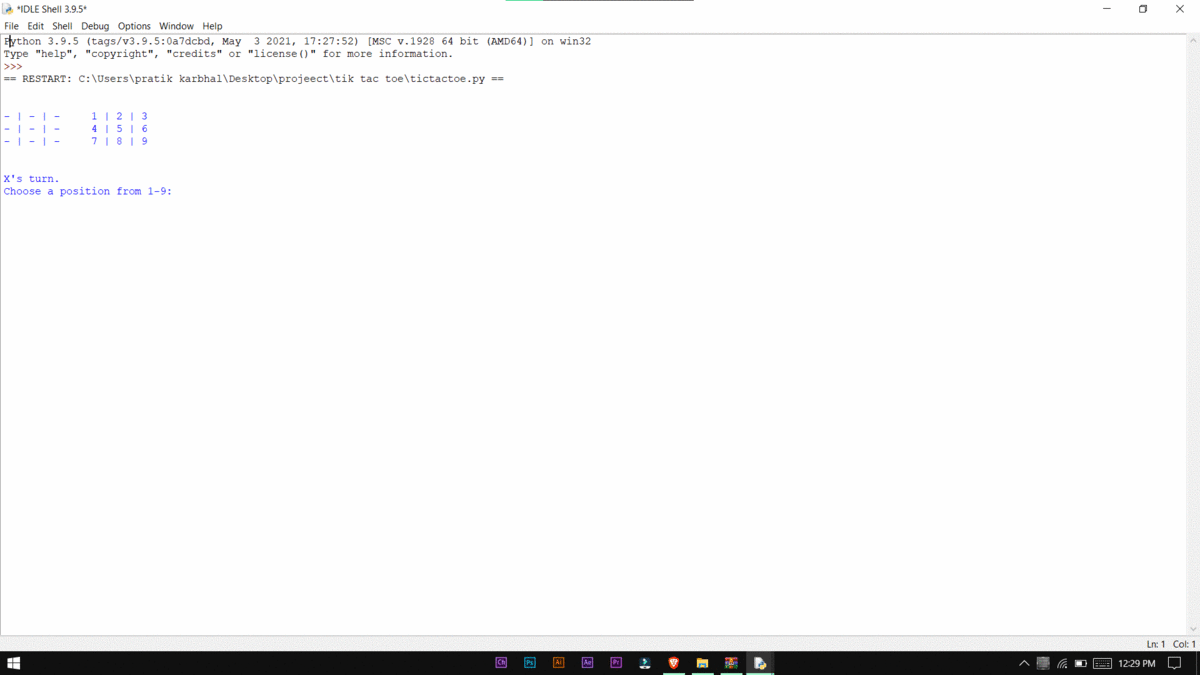 *IDLE Shell 3.9.5*
File Edit Shell Debug Options Window Help
Python 3.9.5 (tags/v3.9.5:0a7dcbd, May  3 2021, 17:27:52) [MSC v.1928 64 bit (AMD64)] on win32
Type "help", "copyright", "credits" or "license()" for more information.
>>>
== RESTART: C:\Users\pratik karbhal\Desktop\projeect\tik tac toe\tictactoe.py ==
- | - | -     1 | 2 | 3
- | - | -     4 | 5 | 6
- | - | -     7 | 8 | 9
X's turn.
Choose a position from 1-9:
Ln: 1 Col: 1
Ch Ps Ai Ae Pr 12:29 PM